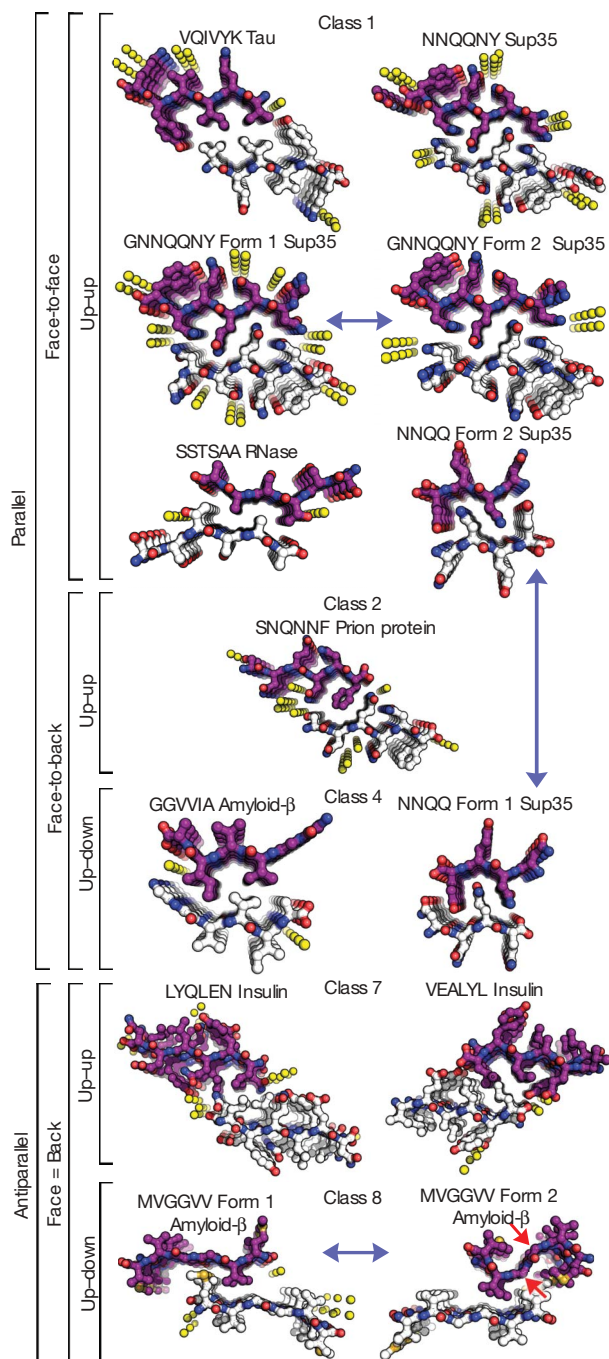 Class 1
VQIVYK Tau
NNQQNY Sup35
GNNQQNY Form 1 Sup35
GNNQQNY Form 2 Sup35
SSTSAA RNase
NNQQ Form 2 Sup35
Class 2
SNQNNF Prion protein
GGVVIA Amyloid-β
Class 4
NNQQ Form 1 Sup35
LYQLEN Insulin
Class 7
VEALYL Insulin
MVGGVV Form 1
Amyloid-β
Class 8
MVGGVV Form 2
Amyloid-β
Parallel
Face-to-face
Up–up
Face-to-back
Up–up
Up–down
Antiparallel
Face = Back
Up–up
Up–down